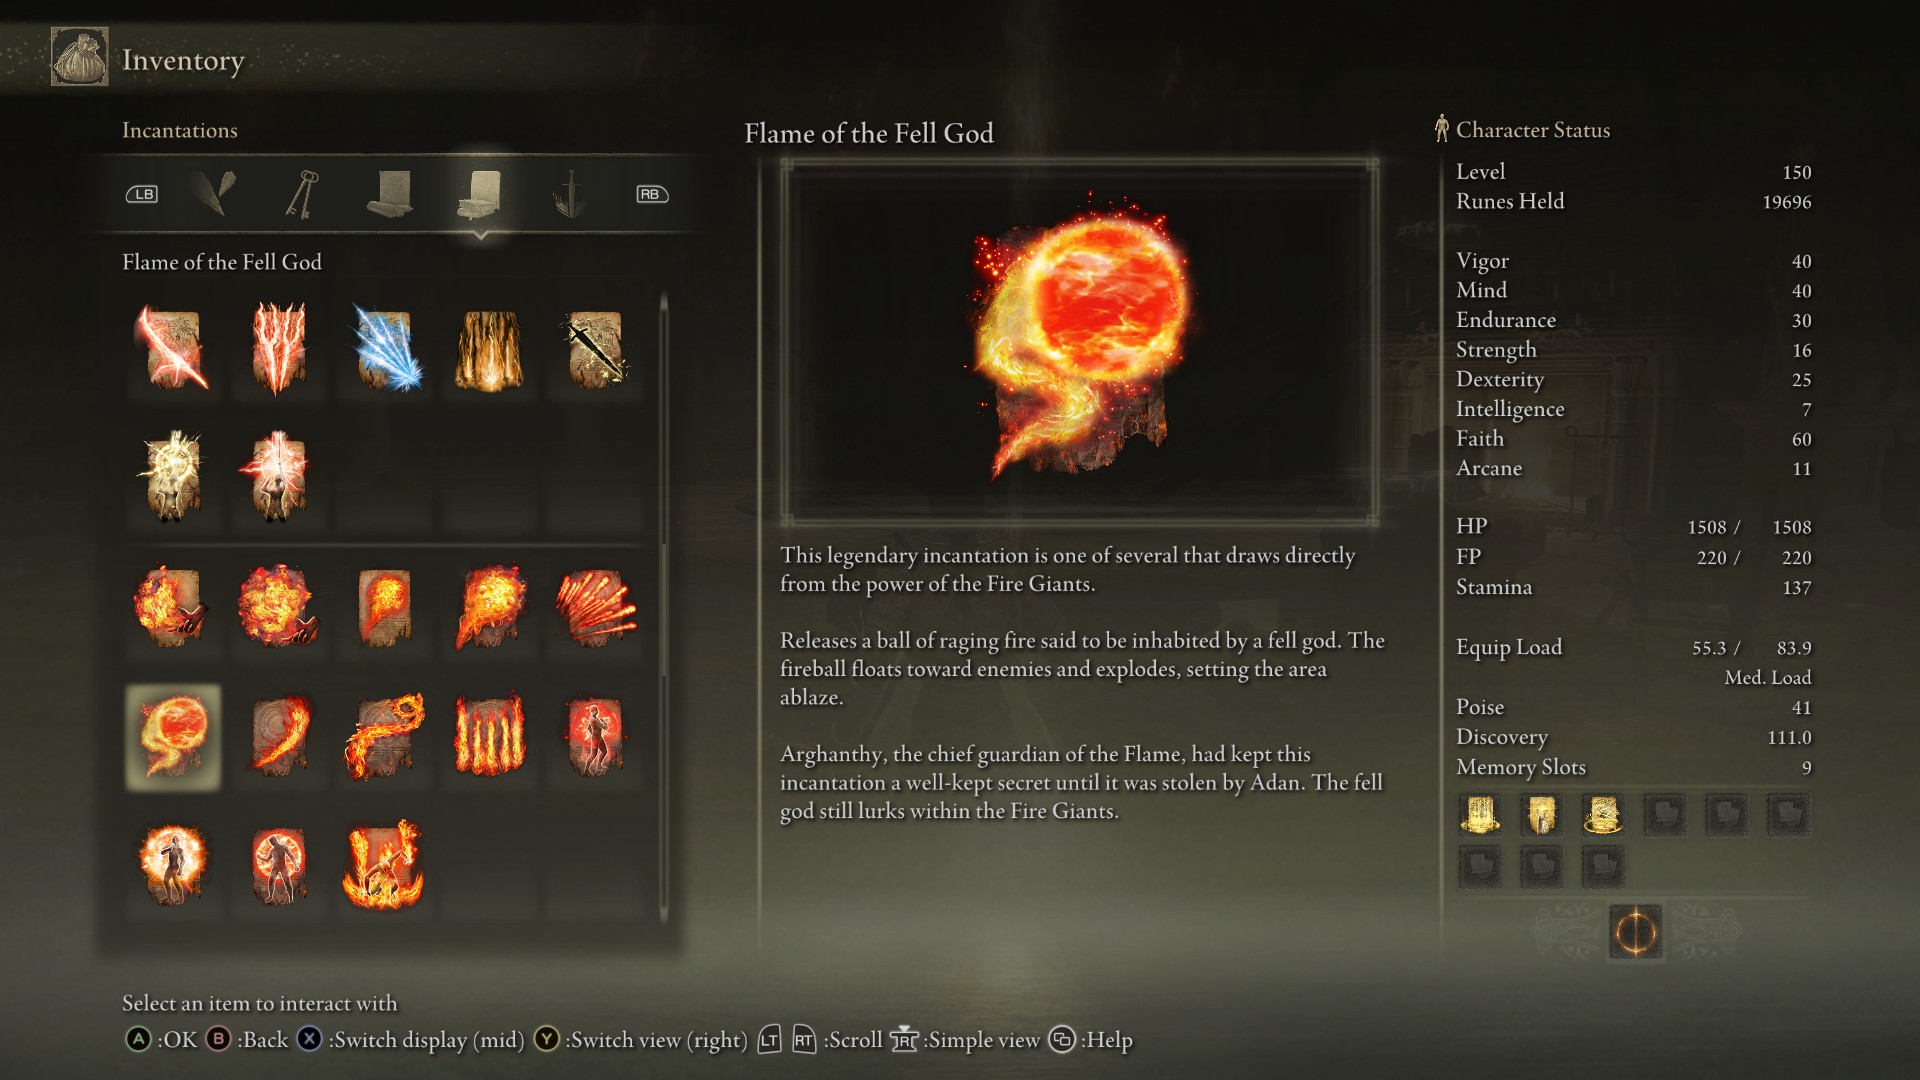 Inventory
Incantations
LB
RB
Flame of the Fell God
Flame of the Fell God
This legendary incantation is one of several that draws directly
from the power of the Fire Giants.
Releases a ball of raging fire said to be inhabited by a fell god. The
fireball floats toward enemies and explodes, setting the area
ablaze.
Arghanthy, the chief guardian of the Flame, had kept this
incantation a well-kept secret until it was stolen by Adan. The fell
god still lurks within the Fire Giants.
Character Status
Level 150
Runes Held 19696
Vigor 40
Mind 40
Endurance 30
Strength 16
Dexterity 25
Intelligence 7
Faith 60
Arcane 11
HP 1508 / 1508
FP 220 / 220
Stamina 137
Equip Load 55.3 / 83.9
Med. Load
Poise 41
Discovery 111.0
Memory Slots 9
Select an item to interact with
A :OK B :Back X :Switch display (mid) Y :Switch view (right) LT RT :Scroll R :Simple view :Help